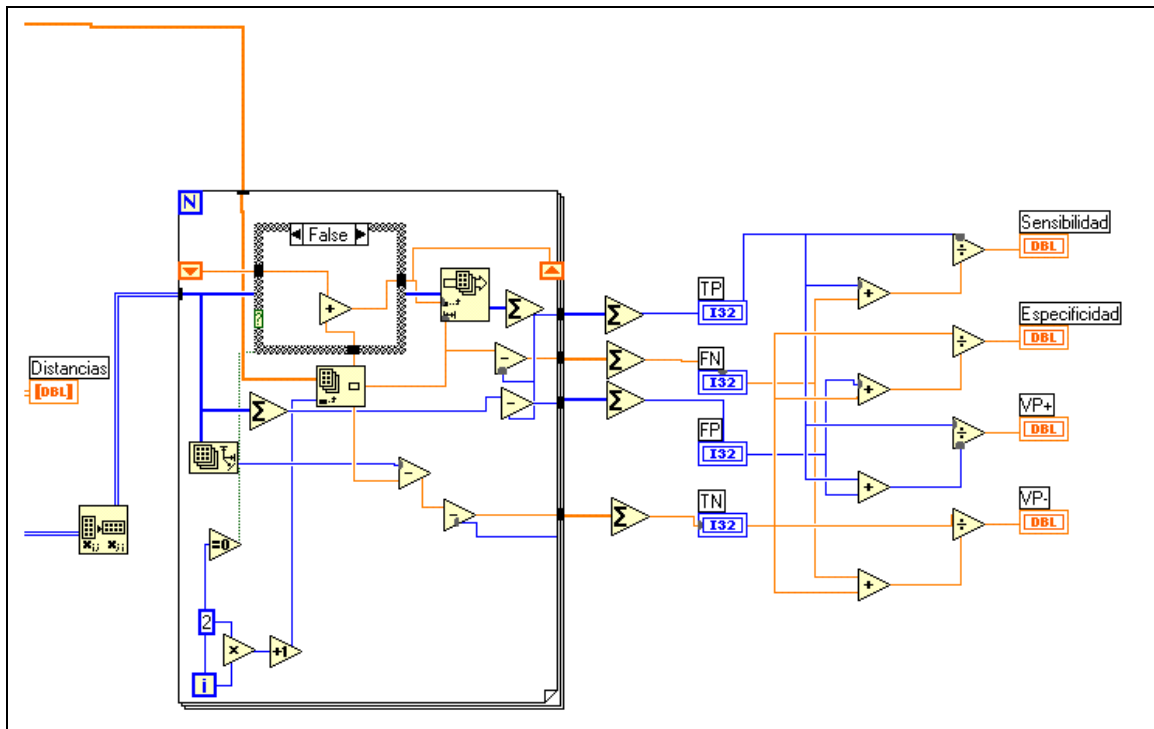 N
False
?
+
Σ
Σ
TP
I32
Sensibilidad
DBL
÷
+
Especificidad
DBL
÷
Distancias
[DBL]
-
Σ
FN
I32
+
-
Σ
FP
I32
VP+
DBL
÷
Σ
-
+
-
Σ
TN
I32
VP-
DBL
÷
=0
+
2
x
+1
i